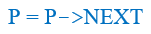 P = P->NEXT